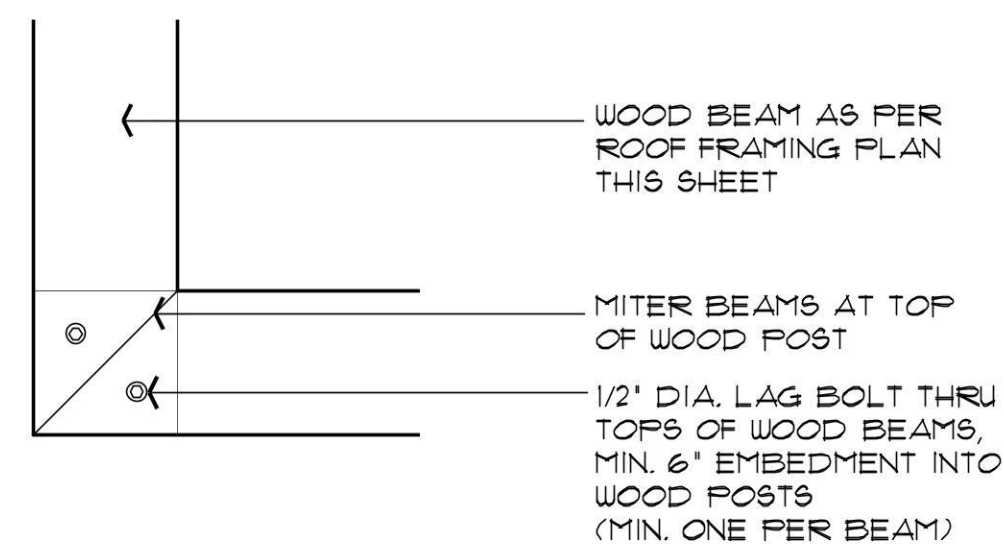 WOOD BEAM AS PER
ROOF FRAMING PLAN
THIS SHEET
MITER BEAMS AT TOP
OF WOOD POST
1/2" DIA. LAG BOLT THRU
TOPS OF WOOD BEAMS,
MIN. 6" EMBEDMENT INTO
WOOD POSTS
(MIN. ONE PER BEAM)